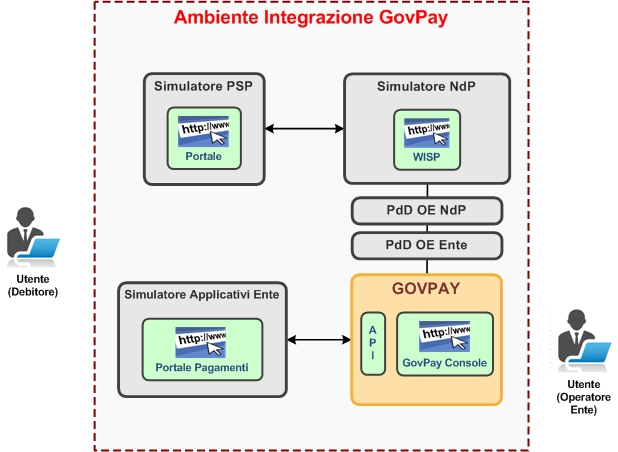 Ambiente Integrazione GovPay
Simulatore PSP
http://www
Portale
Simulatore NdP
http://www
WISP
PdD OE NdP
PdD OE Ente
Utente
(Debitore)
Simulatore Applicativi Ente
http://www
Portale Pagamenti
GOVPAY
A
P
I
http://www
GovPay Console
Utente
(Operatore
Ente)